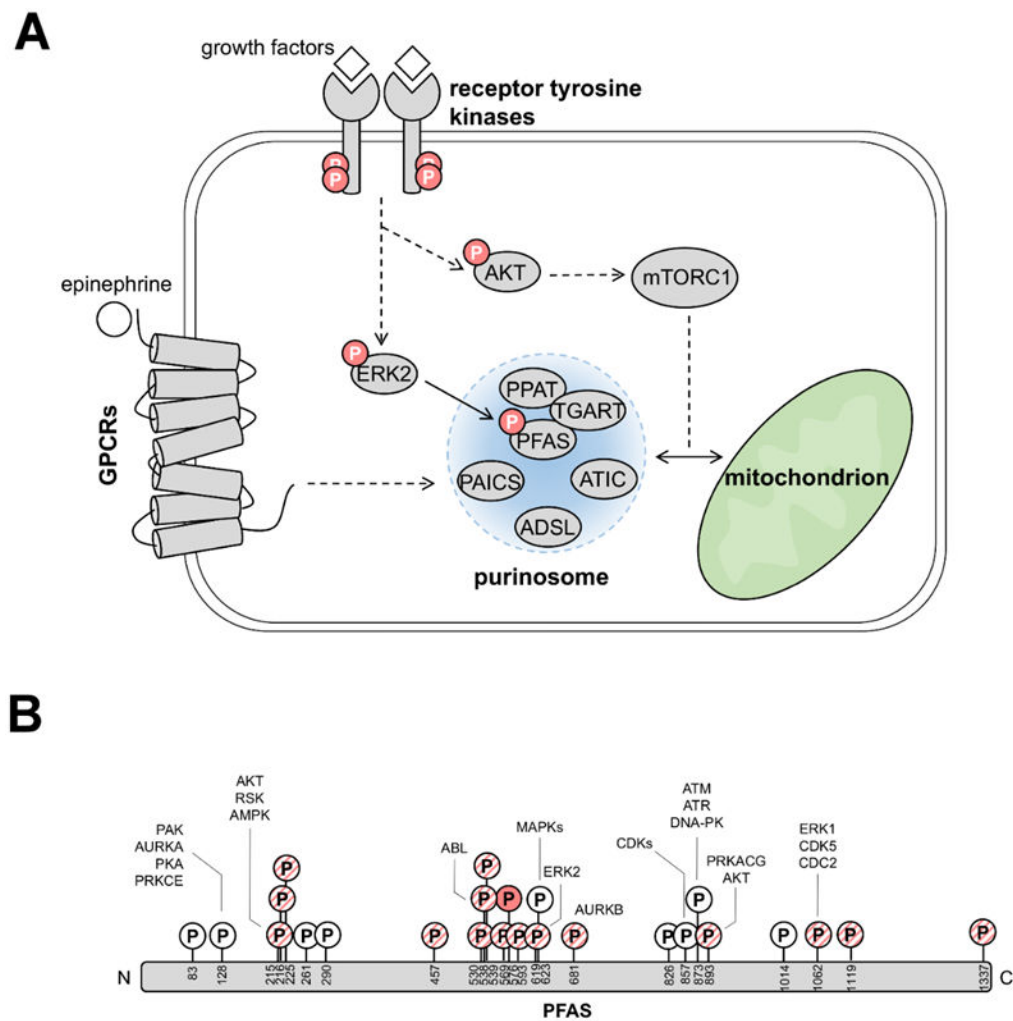 A
growth factors
receptor tyrosine
kinases
P
P
P
P
P
AKT
mTORC1
epinephrine
P
ERK2
GPCRs
PPAT
TGART
P
PFAS
PAICS
ATIC
ADSL
mitochondrion
purinosome
B
AKT
RSK
AMPK
PAK
AURKA
PKA
PRKCE
ABL
MAPKs
ERK2
AURKB
CDKs
ATM
ATR
DNA-PK
PRKACG
AKT
ERK1
CDK5
CDC2
P
P P P P P
P P P P P P P P P P P P P P P P P P P P
N
83 128 215 216 225 261 290 457 530 538 539 569 593 619 623 681 826 857 873 893 1014 1062 1119 1337
C
PFAS